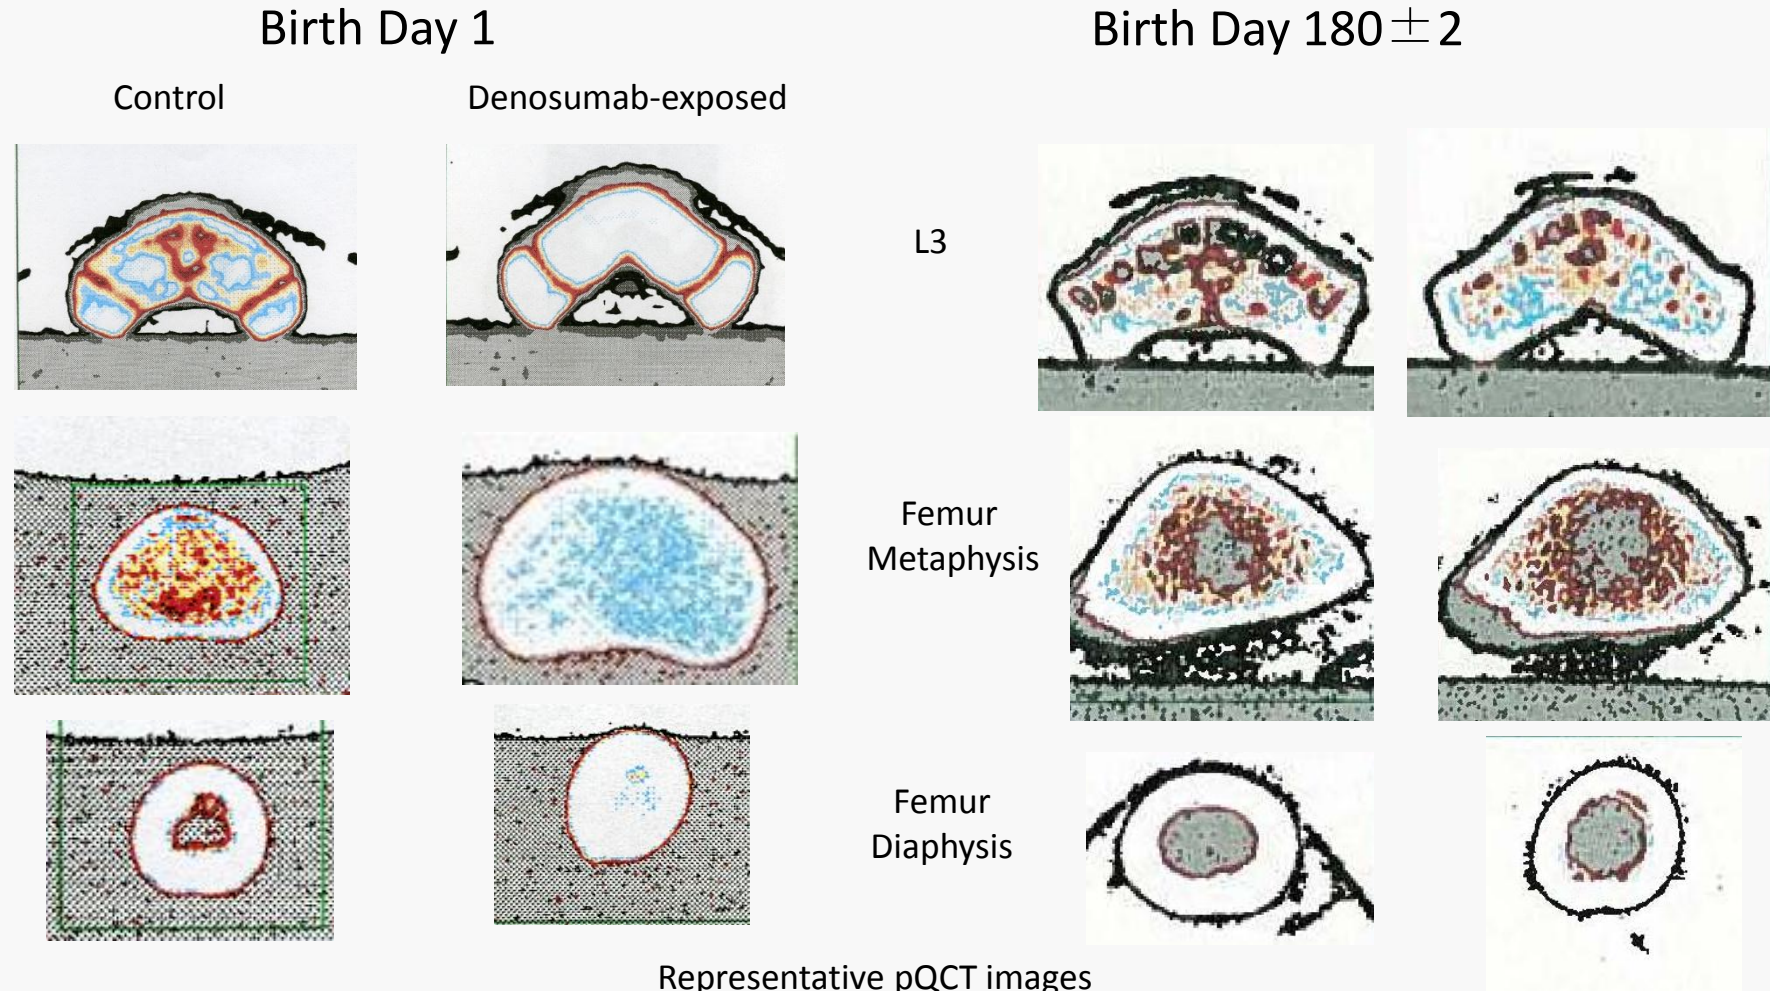 Birth Day 1
Birth Day 180±2
Control
Denosumab-exposed
L3
Femur
Metaphysis
Femur
Diaphysis
Representative pQCT images